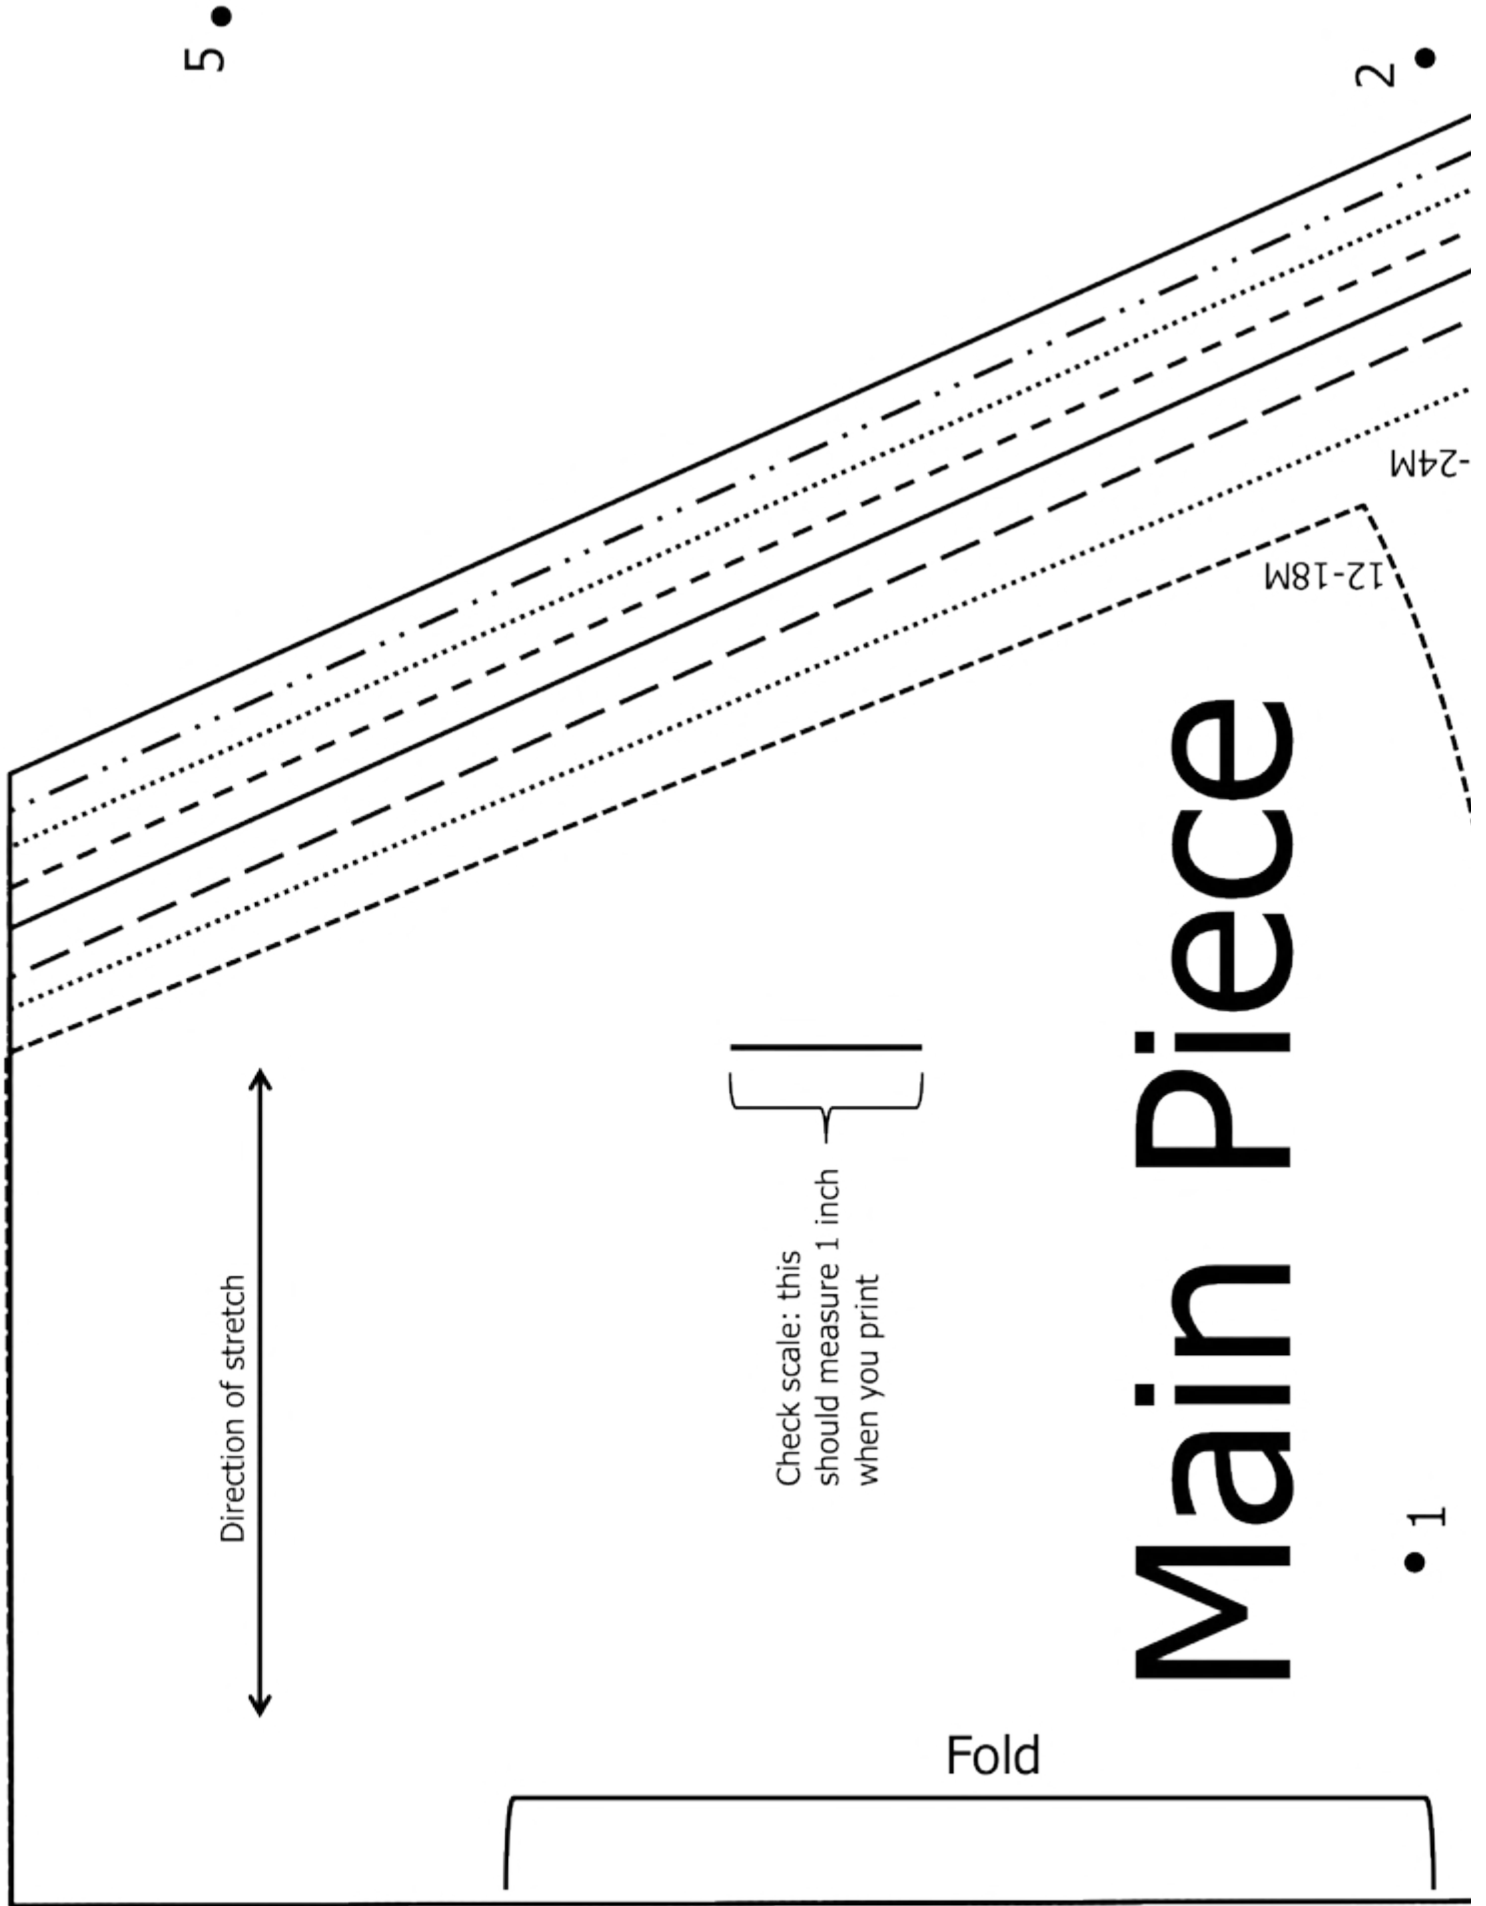 5
2
-24M
12-18M
Main Piece
Check scale: this
should measure 1 inch
when you print
Direction of stretch
1
Fold